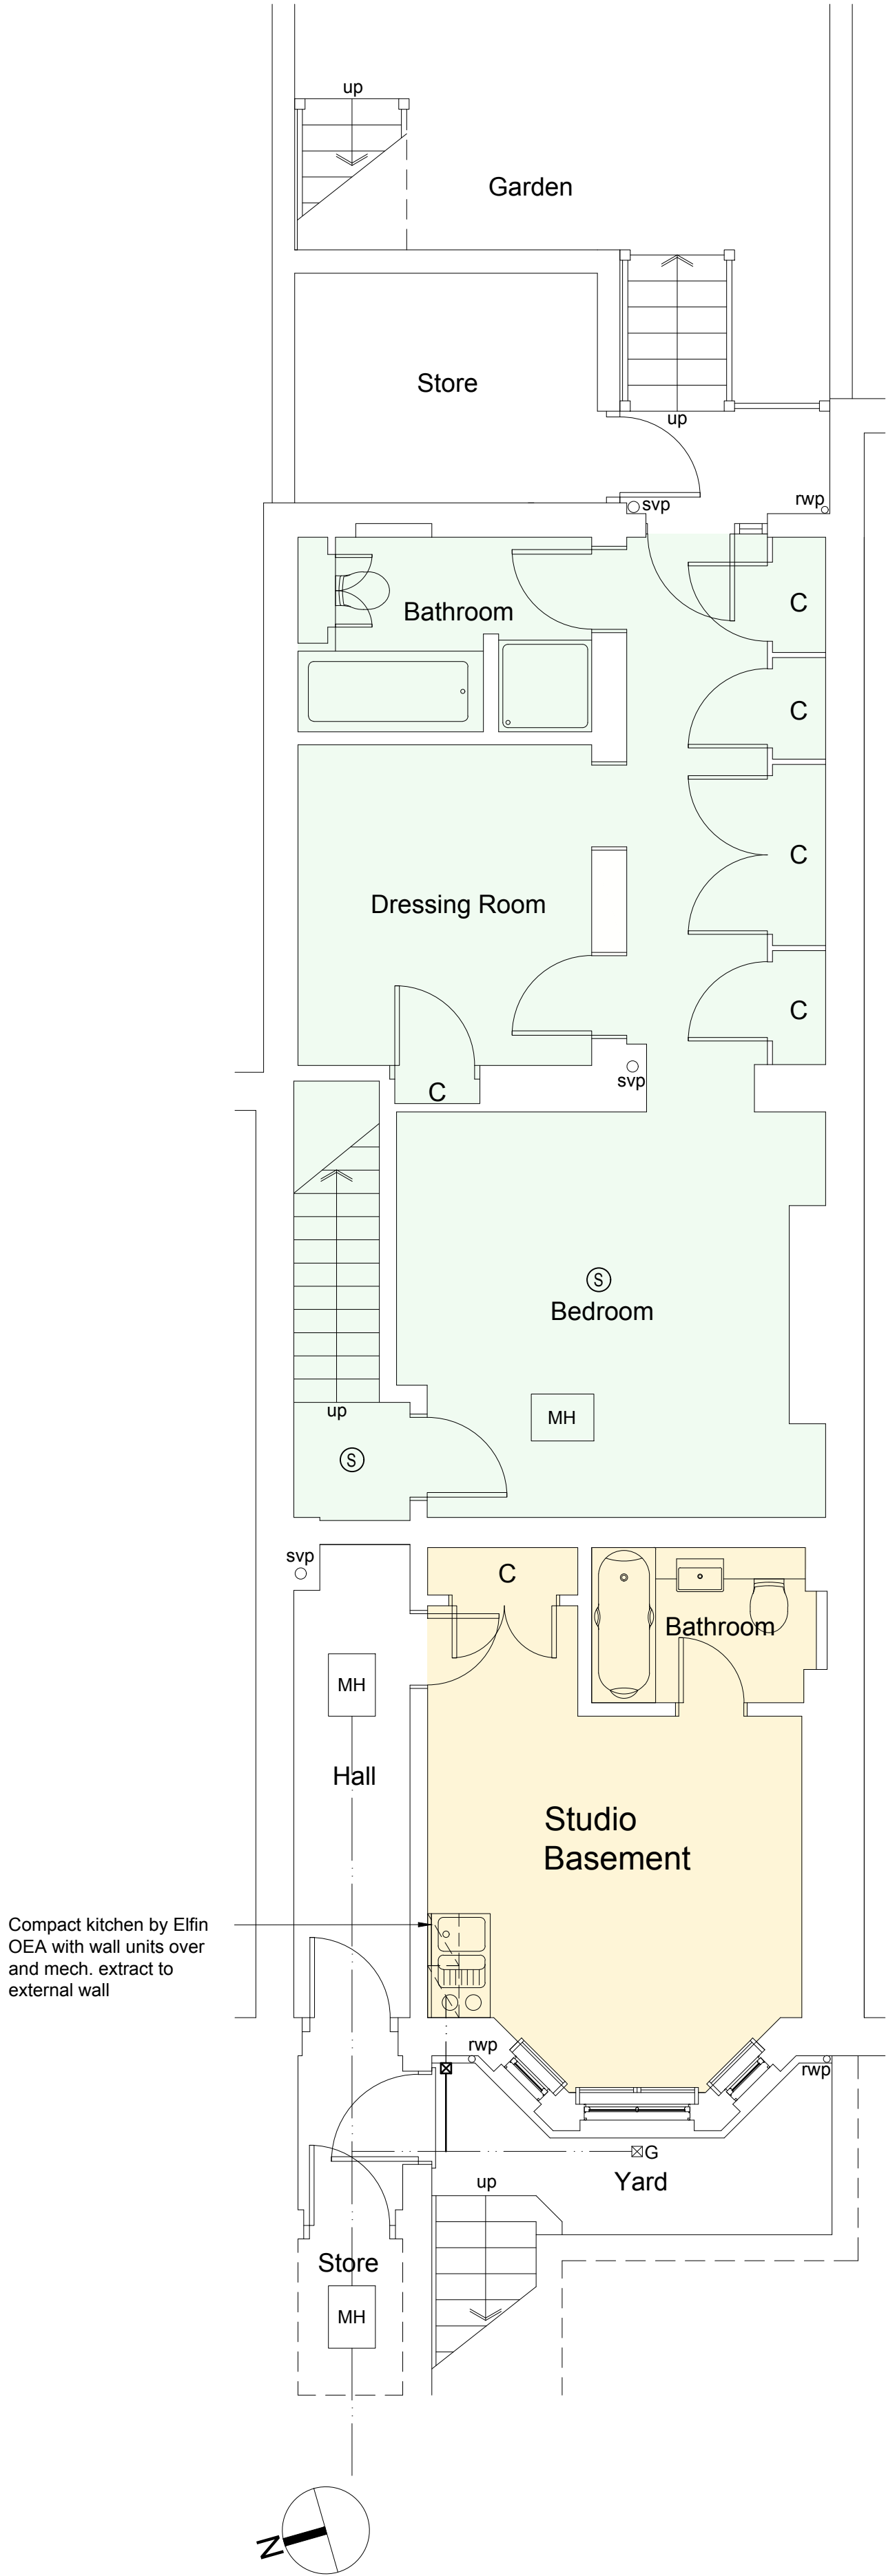 up
Garden
Store
up
svp
rwp
Bathroom
C
C
C
Dressing Room
C
svp
C
S
Bedroom
MH
up
S
svp
C
Bathroom
MH
Hall
Studio
Basement
Compact kitchen by Elfin
OEA with wall units over
and mech. extract to
external wall
rwp
rwp
G
Yard
up
Store
MH
N